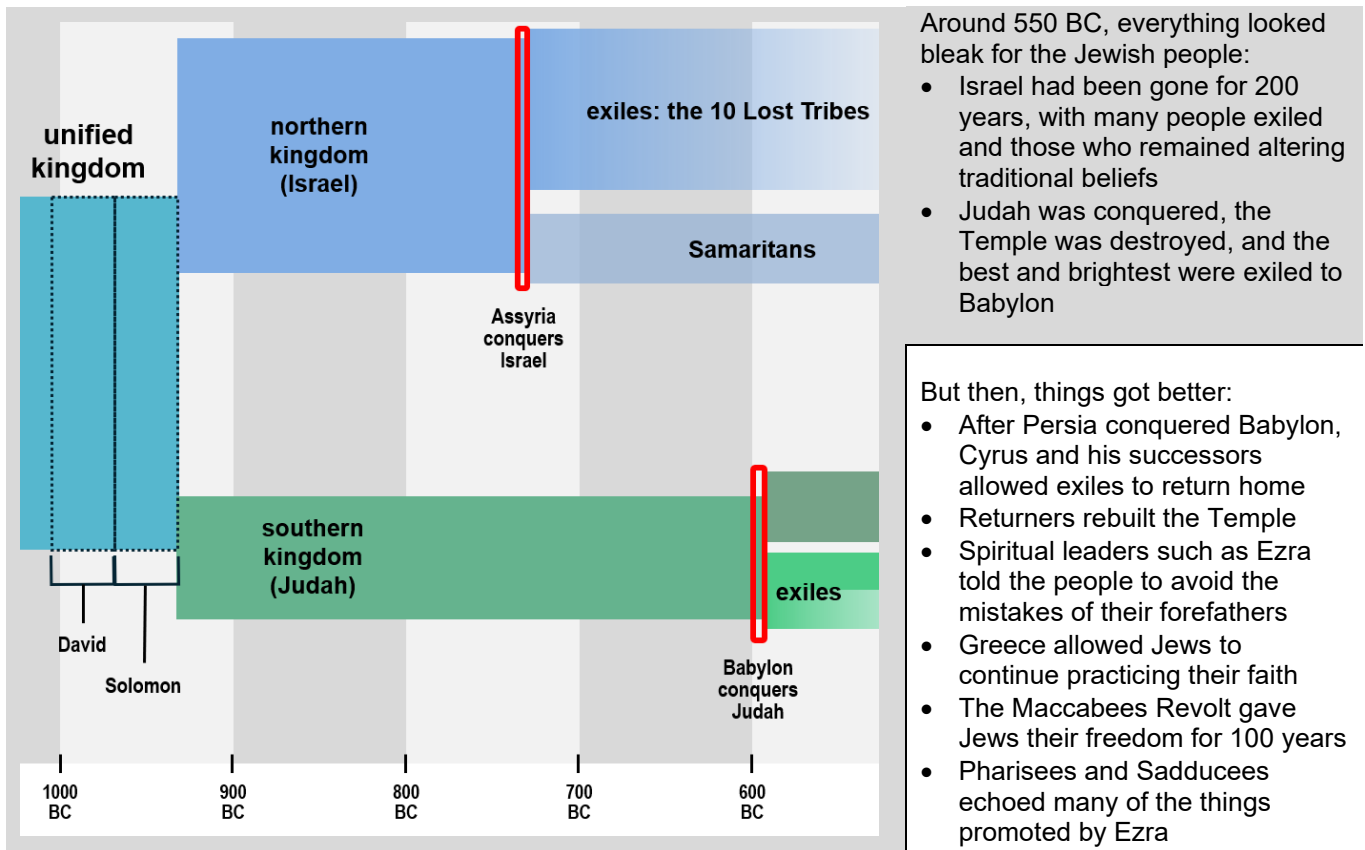 unified
kingdom
northern
kingdom
(Israel)
exiles: the 10 Lost Tribes
Samaritans
Assyria
conquers
Israel
southern
kingdom
(Judah)
exiles
Babylon
conquers
Judah
David
Solomon
1000
BC
900
BC
800
BC
700
BC
600
BC
Around 550 BC, everything looked
bleak for the Jewish people:
• Israel had been gone for 200
years, with many people exiled
and those who remained altering
traditional beliefs
• Judah was conquered, the
Temple was destroyed, and the
best and brightest were exiled to
Babylon
But then, things got better:
• After Persia conquered Babylon,
Cyrus and his successors
allowed exiles to return home
• Returners rebuilt the Temple
• Spiritual leaders such as Ezra
told the people to avoid the
mistakes of their forefathers
• Greece allowed Jews to
continue practicing their faith
• The Maccabees Revolt gave
Jews their freedom for 100 years
• Pharisees and Sadducees
echoed many of the things
promoted by Ezra